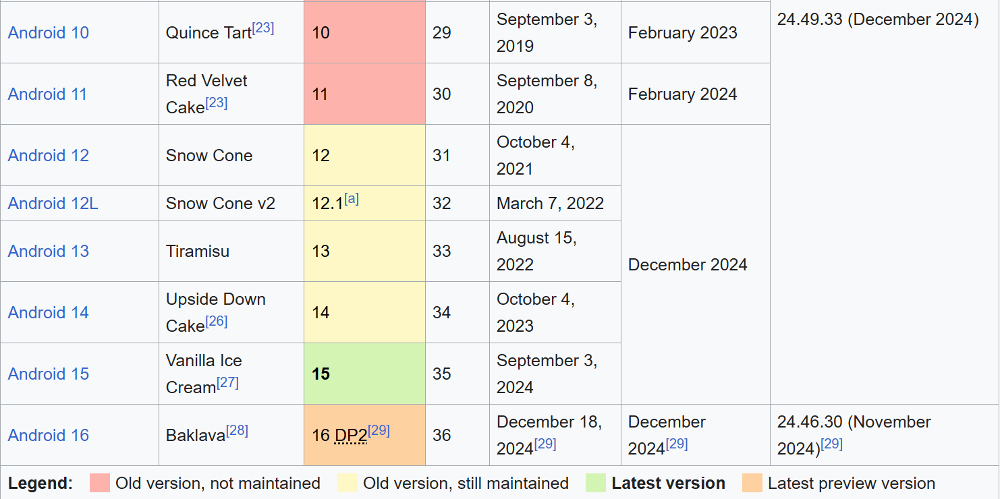 Android 10
Quince Tart[23]
10
29
September 3,
2019
February 2023
24.49.33 (December 2024)
Android 11
Red Velvet
Cake[23]
11
30
September 8,
2020
February 2024
Android 12
Snow Cone
12
31
October 4,
2021
December 2024
Android 12L
Snow Cone v2
12.1[a]
32
March 7, 2022
Android 13
Tiramisu
13
33
August 15,
2022
Android 14
Upside Down
Cake[26]
14
34
October 4,
2023
Android 15
Vanilla Ice
Cream[27]
15
35
September 3,
2024
Android 16
Baklava[28]
16 DP2[29]
36
December 18,
2024[29]
December
2024[29]
24.46.30 (November
2024)[29]
Legend: Old version, not maintained Old version, still maintained Latest version Latest preview version